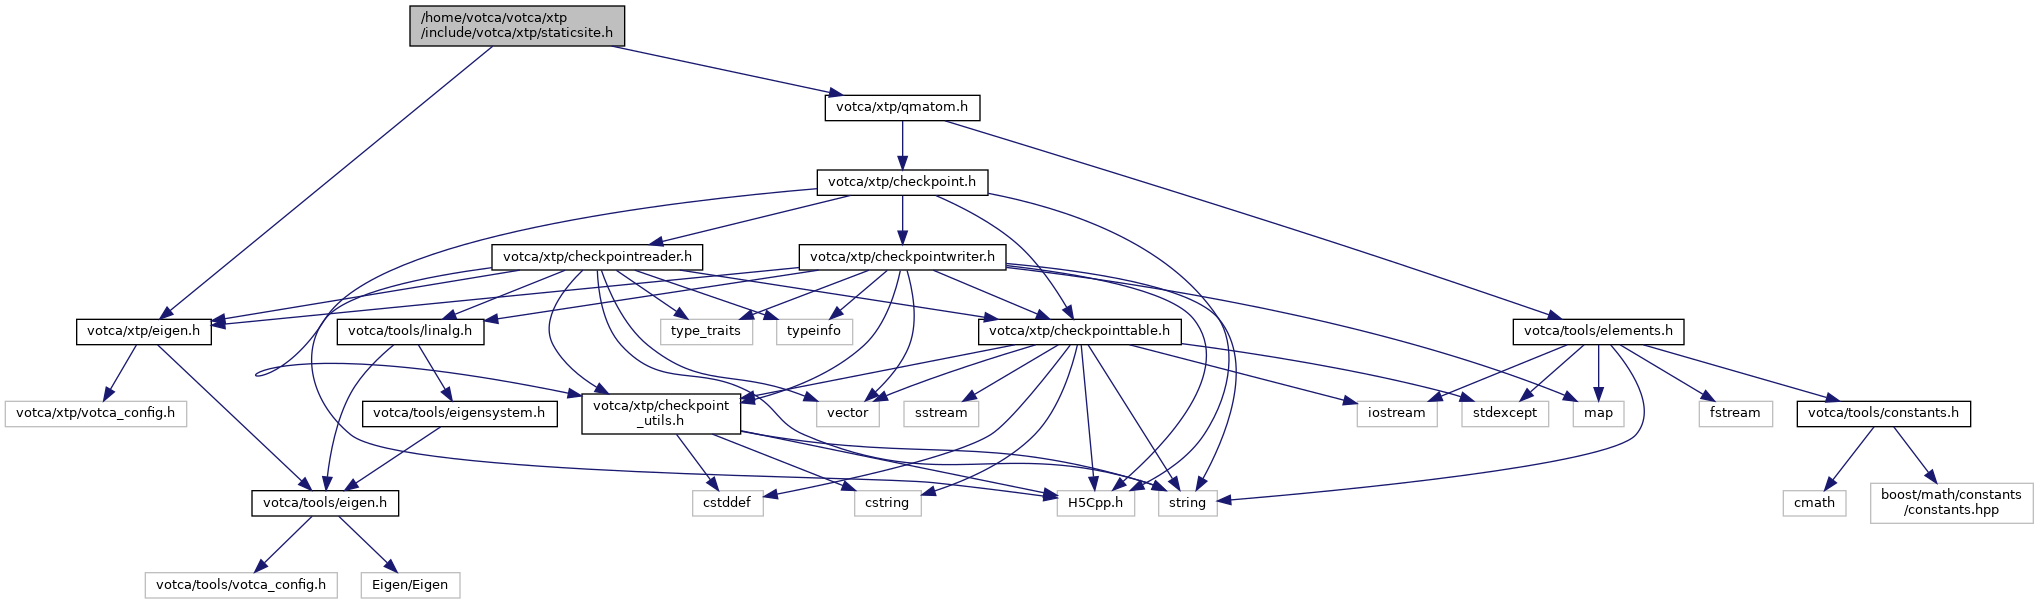 /home/votca/votca/xtp
/include/votca/xtp/staticsite.h
votca/xtp/qmatom.h
votca/xtp/checkpoint.h
votca/xtp/checkpointreader.h
votca/xtp/checkpointwriter.h
votca/xtp/eigen.h
votca/tools/linalg.h
type_traits
typeinfo
votca/xtp/checkpointtable.h
votca/tools/elements.h
votca/xtp/votca_config.h
votca/tools/eigensystem.h
votca/xtp/checkpoint
_utils.h
vector
sstream
iostream
stdexcept
map
fstream
votca/tools/constants.h
votca/tools/eigen.h
cstddef
cstring
H5Cpp.h
string
cmath
boost/math/constants
/constants.hpp
votca/tools/votca_config.h
Eigen/Eigen